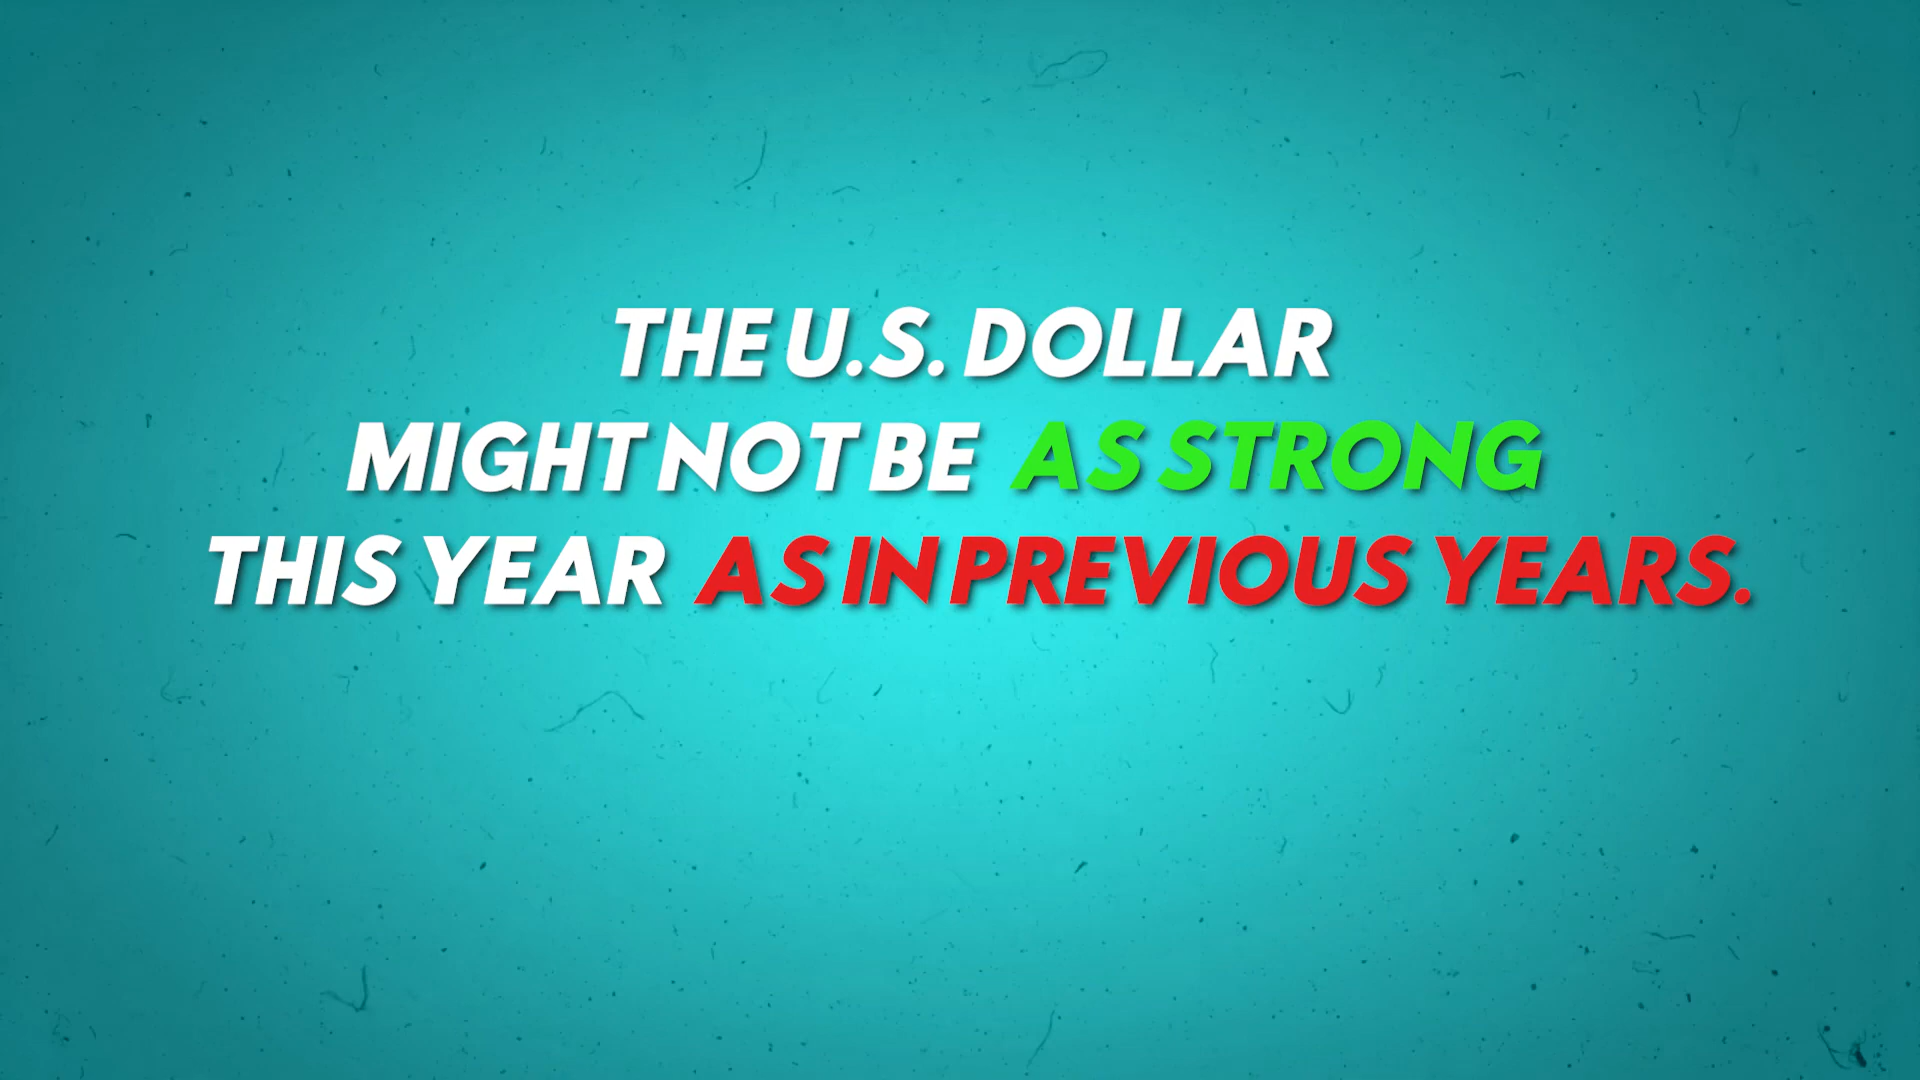 THE U.S. DOLLAR
MIGHT NOT BE AS STRONG
THIS YEAR AS IN PREVIOUS YEARS.